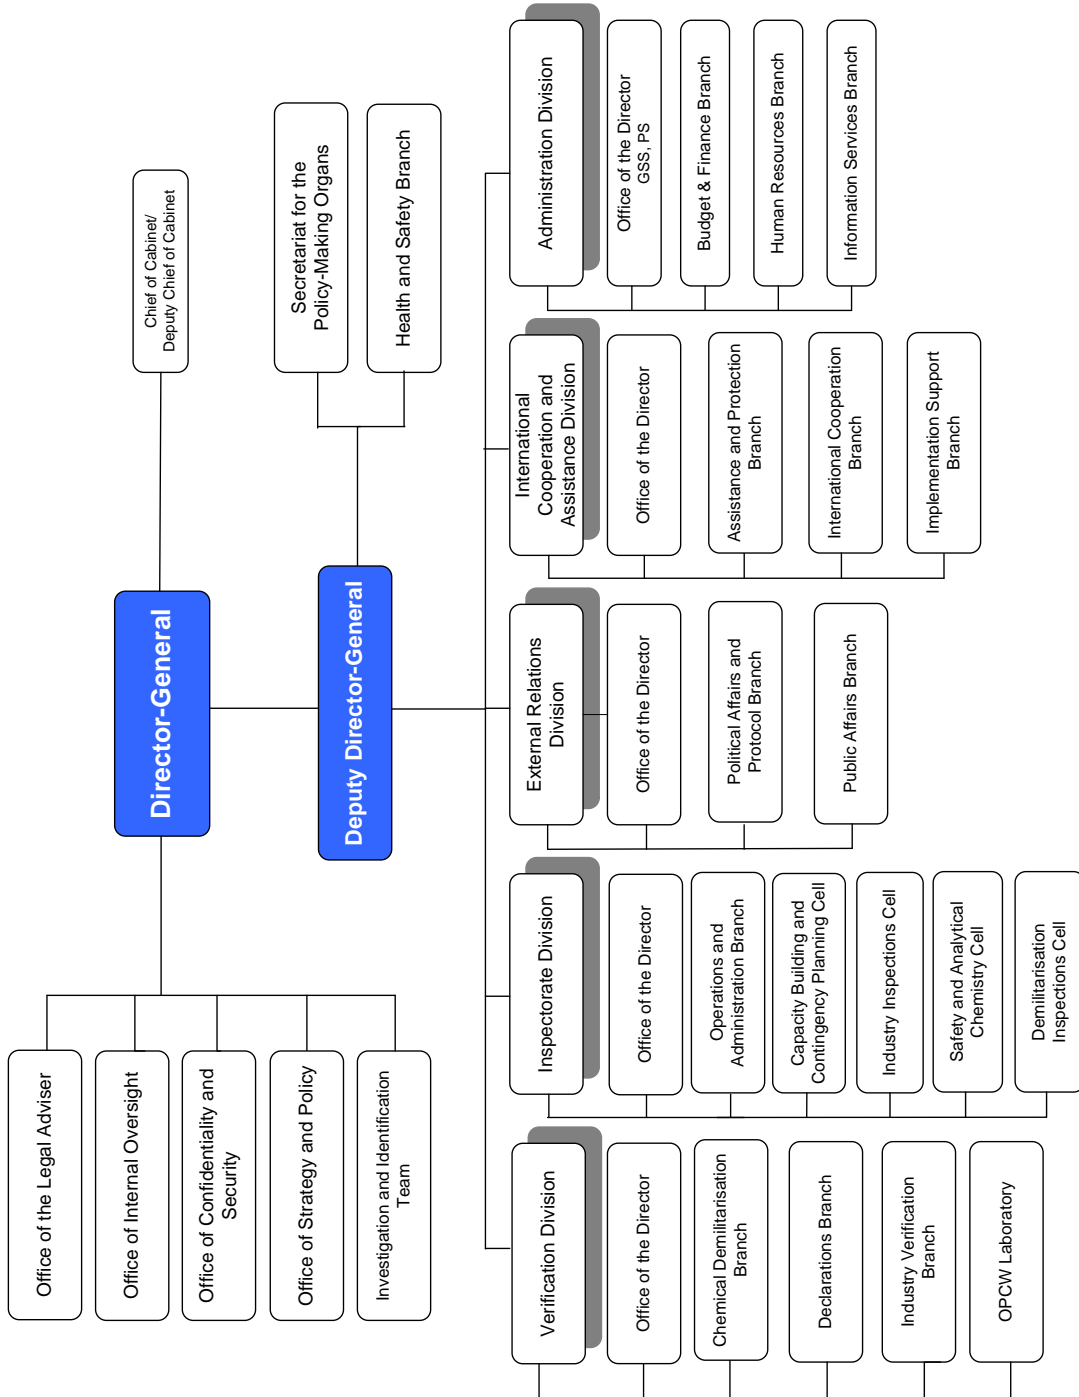 Director-General
Chief of Cabinet/
Deputy Chief of Cabinet
Office of the Legal Adviser
Office of Internal Oversight
Office of Confidentiality and
Security
Office of Strategy and Policy
Investigation and Identification
Team
Deputy Director-General
Secretariat for the
Policy-Making Organs
Health and Safety Branch
Verification Division
Office of the Director
Chemical Demilitarisation
Branch
Declarations Branch
Industry Verification
Branch
OPCW Laboratory
Inspectorate Division
Office of the Director
Operations and
Administration Branch
Capacity Building and
Contingency Planning Cell
Industry Inspections Cell
Safety and Analytical
Chemistry Cell
Demilitarisation
Inspections Cell
External Relations
Division
Office of the Director
Political Affairs and
Protocol Branch
Public Affairs Branch
International
Cooperation and
Assistance Division
Office of the Director
Assistance and Protection
Branch
International Cooperation
Branch
Implementation Support
Branch
Administration Division
Office of the Director
GSS, PS
Budget & Finance Branch
Human Resources Branch
Information Services Branch